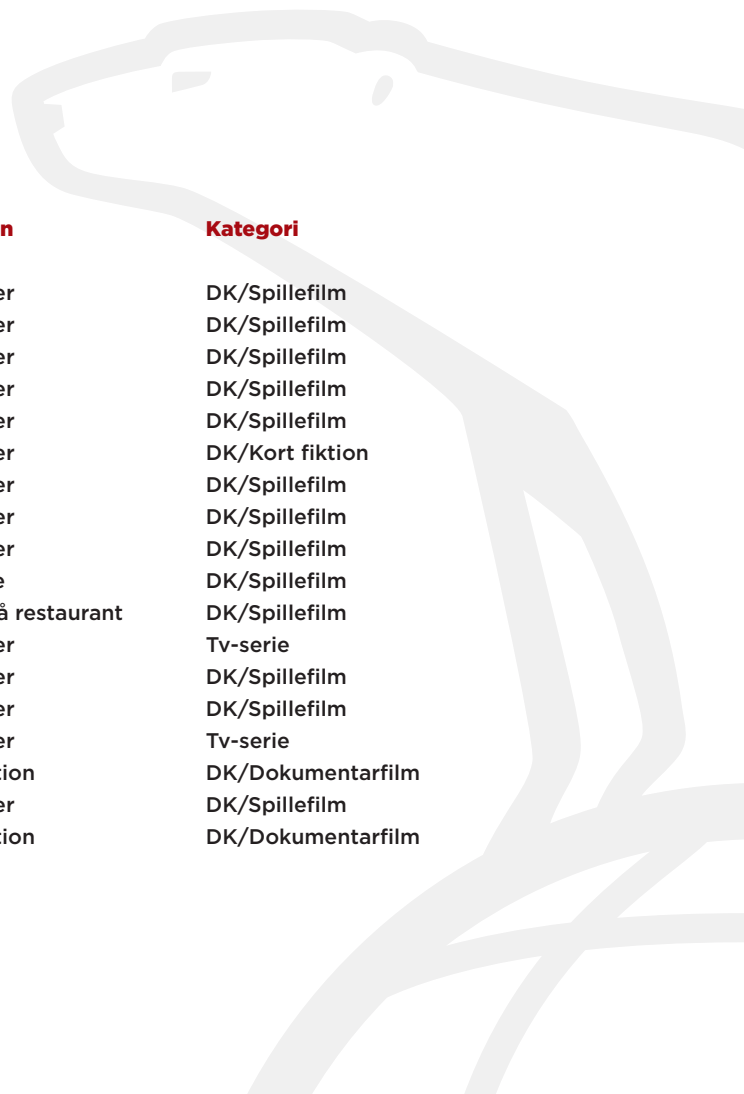 n Kategori
er DK/Spillefilm
er DK/Spillefilm
er DK/Spillefilm
er DK/Spillefilm
er DK/Spillefilm
er DK/Kort fiktion
er DK/Spillefilm
er DK/Spillefilm
er DK/Spillefilm
e DK/Spillefilm
å restaurant DK/Spillefilm
er Tv-serie
er DK/Spillefilm
er DK/Spillefilm
er Tv-serie
tion DK/Dokumentarfilm
er DK/Spillefilm
tion DK/Dokumentarfilm